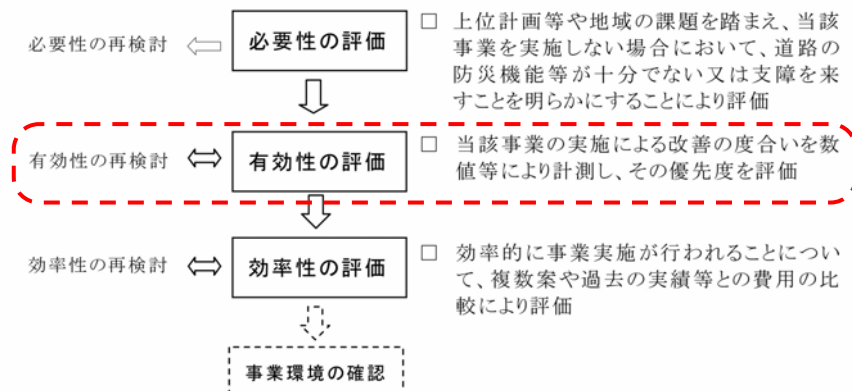 必要性の再検討
必要性の評価
□ 上位計画等や地域の課題を踏まえ、当該
事業を実施しない場合において、道路の
防災機能等が十分でない又は支障を来
すことを明らかにすることにより評価
有効性の再検討
有効性の評価
□ 当該事業の実施による改善の度合いを数
値等により計測し、その優先度を評価
効率性の再検討
効率性の評価
□ 効率的に事業実施が行われることについ
て、複数案や過去の実績等との費用の比
較により評価
事業環境の確認